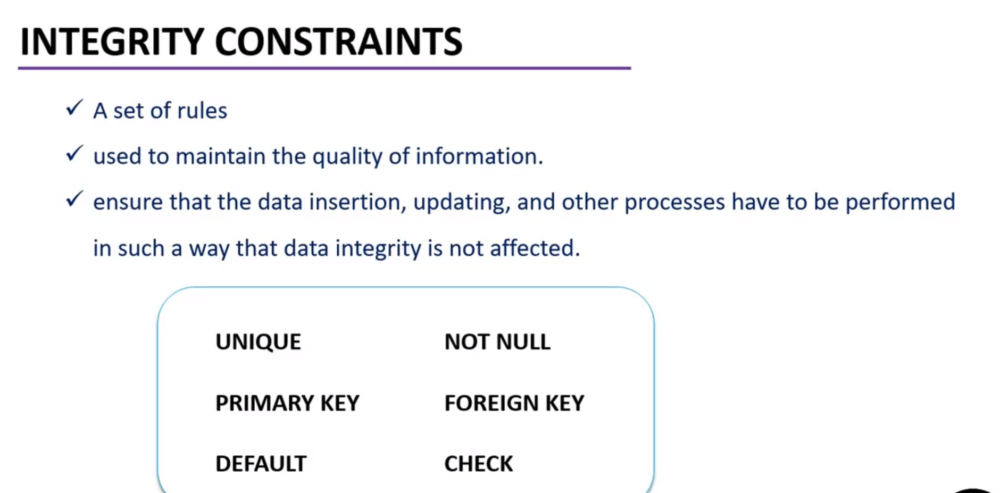 INTEGRITY CONSTRAINTS
✓ A set of rules
✓ used to maintain the quality of information.
✓ ensure that the data insertion, updating, and other processes have to be performed
in such a way that data integrity is not affected.
UNIQUE NOT NULL
PRIMARY KEY FOREIGN KEY
DEFAULT CHECK